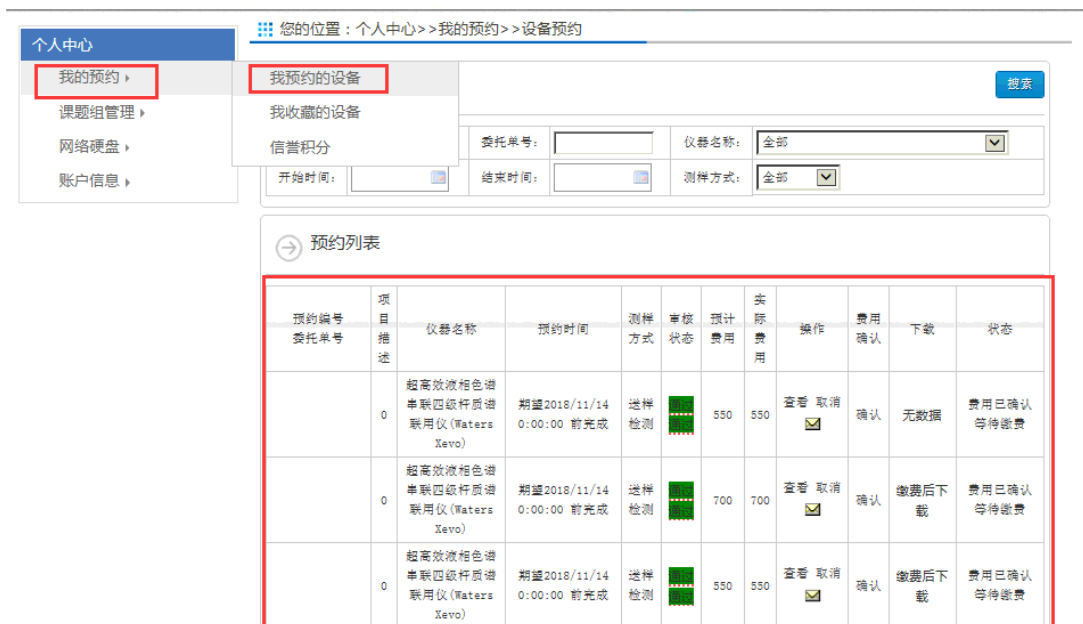 您的位置：个人中心>>我的预约>>设备预约
个人中心
我的预约
我预约的设备
搜索
课题组管理
我收藏的设备
委托单号：
仪器名称：
全部
网络硬盘
信誉积分
账户信息
开始时间：
结束时间：
测样方式：
全部
预约列表
预约编号
委托单号
项目描述
仪器名称
预约时间
测样方式
审核状态
预计费用
实际费用
操作
费用确认
下载
状态
0
超高效液相色谱
串联四级杆质谱
联用仪(Waters
Xevo)
期望2018/11/14
0:00:00 前完成
送样
检测
通过
通过
550
550
查看 取消
确认
无数据
费用已确认
等待缴费
0
超高效液相色谱
串联四级杆质谱
联用仪(Waters
Xevo)
期望2018/11/14
0:00:00 前完成
送样
检测
通过
通过
700
700
查看 取消
确认
缴费后下
载
费用已确认
等待缴费
0
超高效液相色谱
串联四级杆质谱
联用仪(Waters
Xevo)
期望2018/11/14
0:00:00 前完成
送样
检测
通过
通过
550
550
查看 取消
确认
缴费后下
载
费用已确认
等待缴费